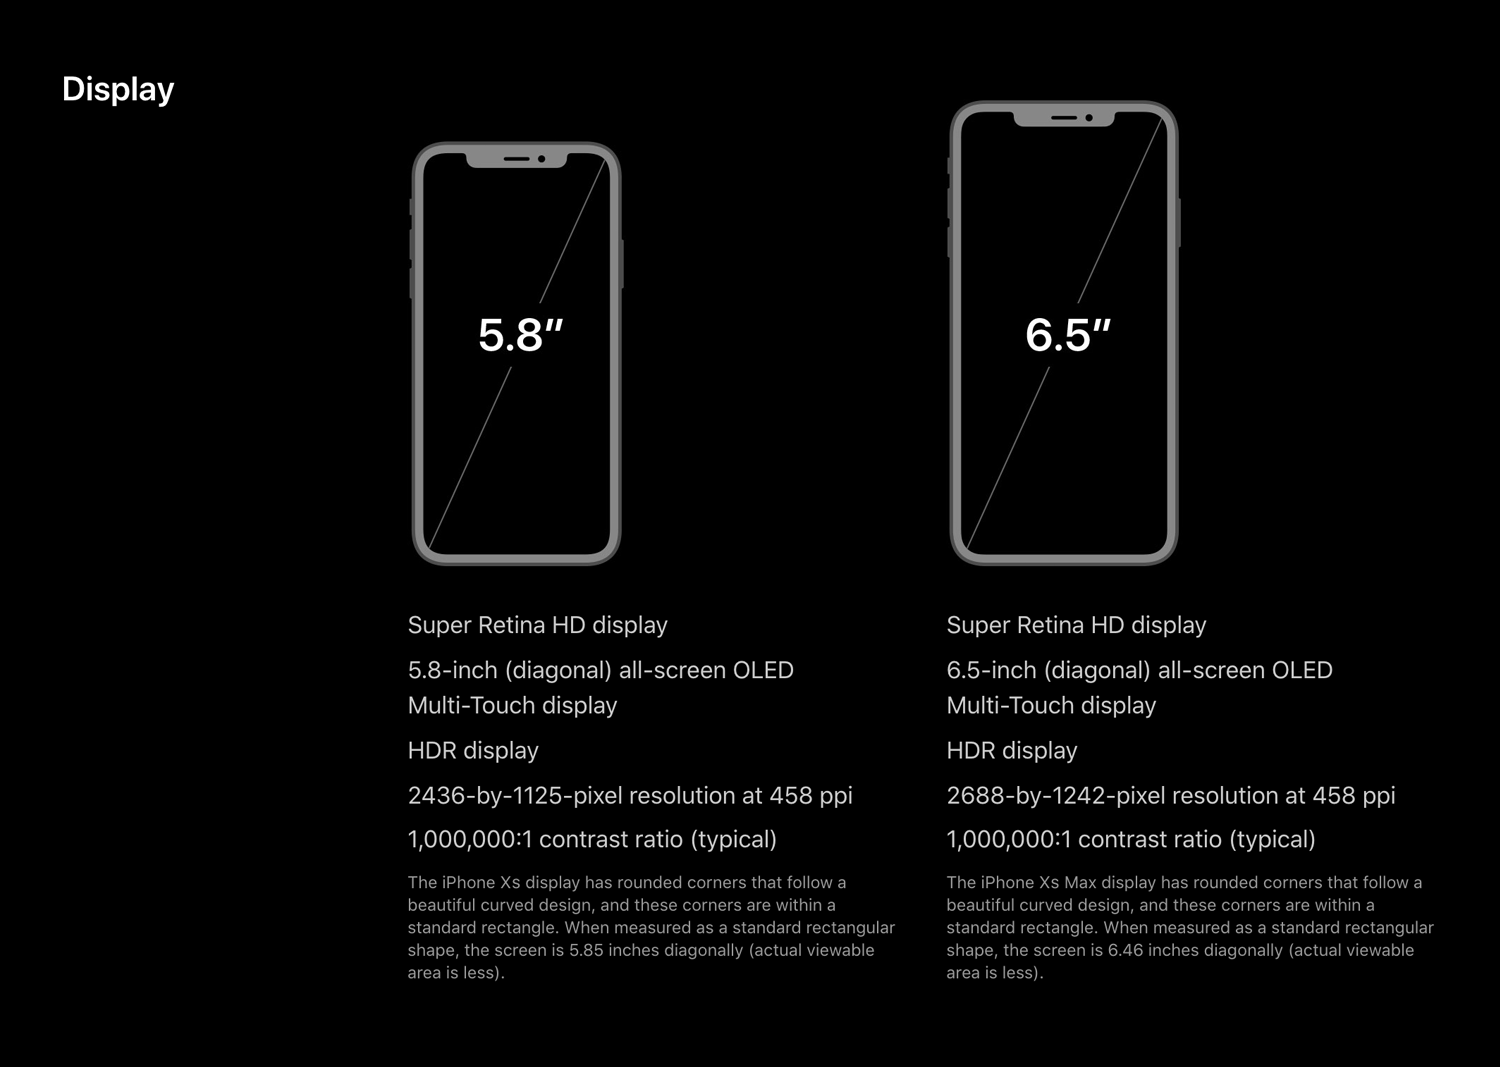 Display
5.8″
Super Retina HD display
5.8-inch (diagonal) all-screen OLED
Multi-Touch display
HDR display
2436-by-1125-pixel resolution at 458 ppi
1,000,000:1 contrast ratio (typical)
The iPhone Xs display has rounded corners that follow a
beautiful curved design, and these corners are within a
standard rectangle. When measured as a standard rectangular
shape, the screen is 5.85 inches diagonally (actual viewable
area is less).
6.5″
Super Retina HD display
6.5-inch (diagonal) all-screen OLED
Multi-Touch display
HDR display
2688-by-1242-pixel resolution at 458 ppi
1,000,000:1 contrast ratio (typical)
The iPhone Xs Max display has rounded corners that follow a
beautiful curved design, and these corners are within a
standard rectangle. When measured as a standard rectangular
shape, the screen is 6.46 inches diagonally (actual viewable
area is less).